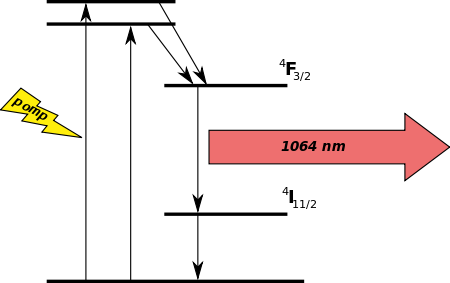 ⁴F₃/₂
pomp
1064 nm
⁴I₁₁/₂